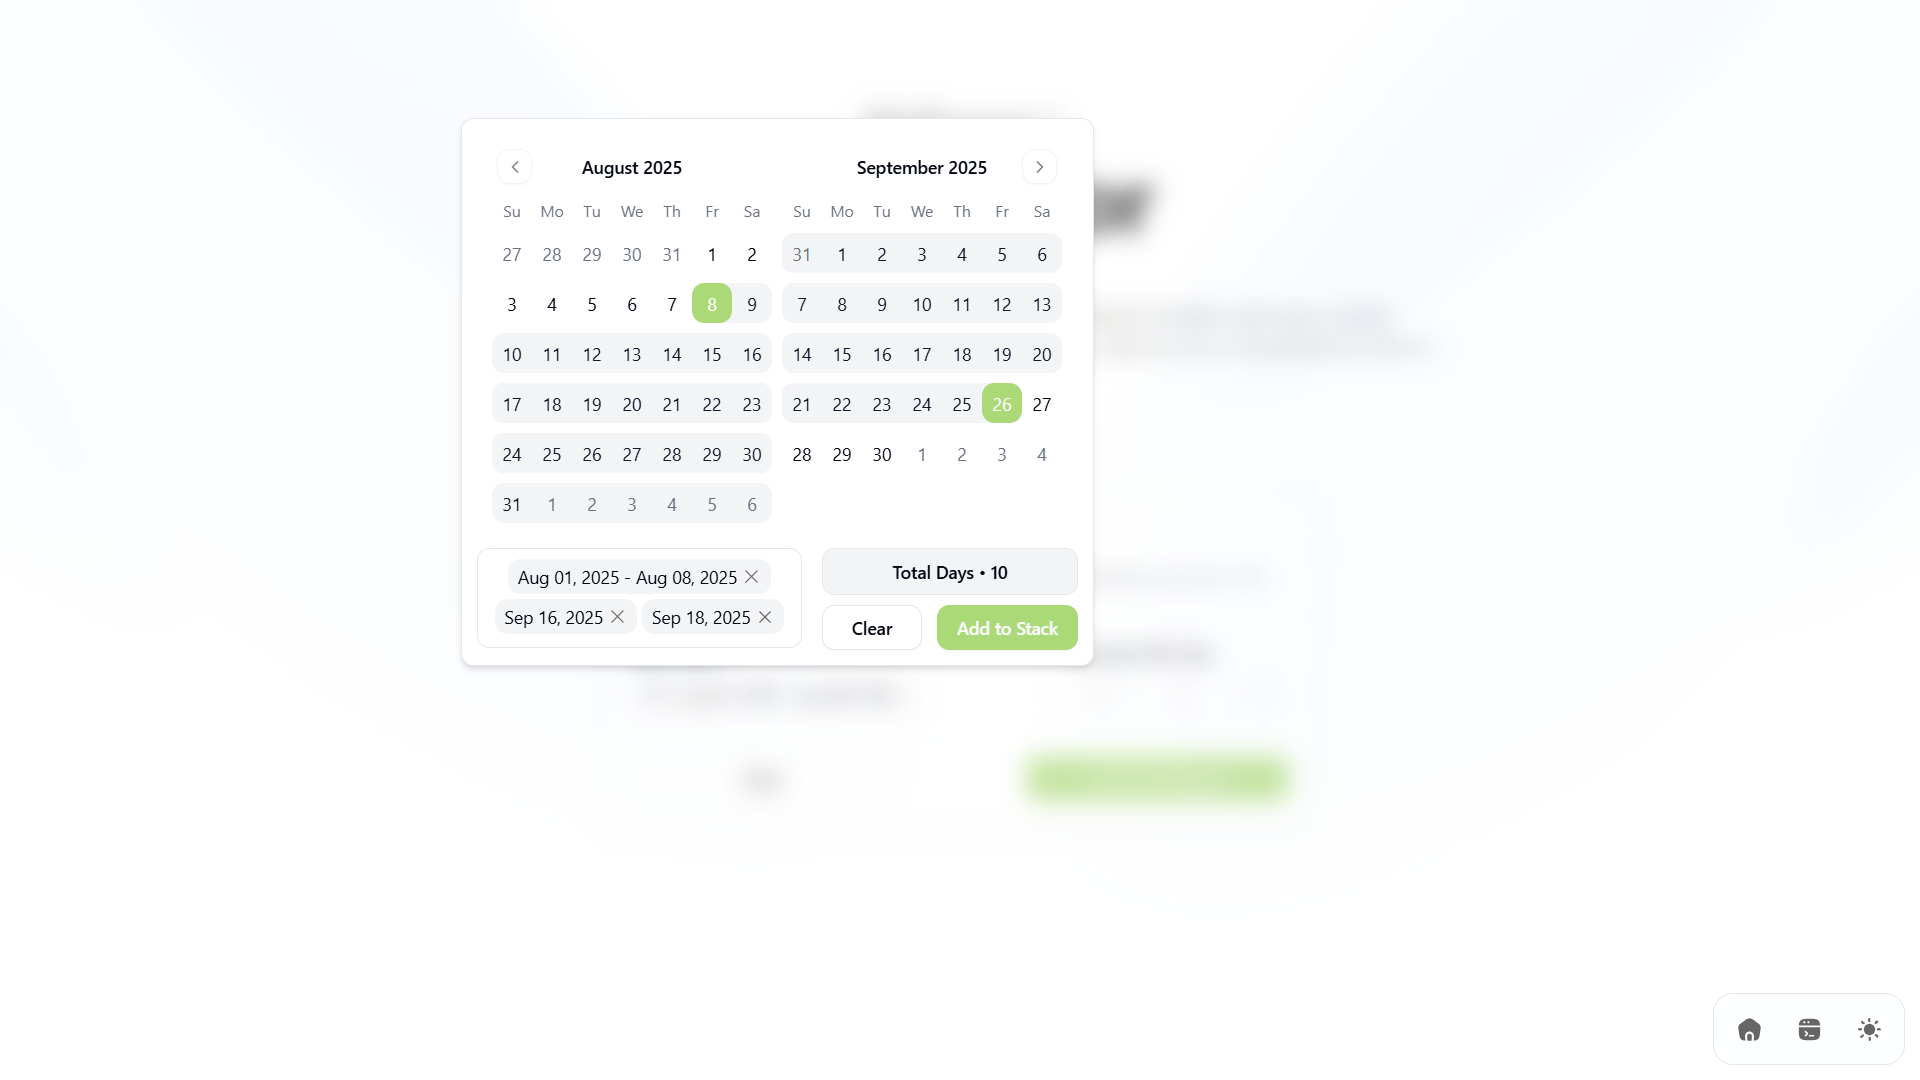 August 2025
Su Mo Tu We Th Fr Sa
27 28 29 30 31 1 2
3 4 5 6 7 8 9
10 11 12 13 14 15 16
17 18 19 20 21 22 23
24 25 26 27 28 29 30
31 1 2 3 4 5 6
September 2025
Su Mo Tu We Th Fr Sa
31 1 2 3 4 5 6
7 8 9 10 11 12 13
14 15 16 17 18 19 20
21 22 23 24 25 26 27
28 29 30 1 2 3 4
Aug 01, 2025 - Aug 08, 2025
Sep 16, 2025 Sep 18, 2025
Total Days • 10
Clear Add to Stack